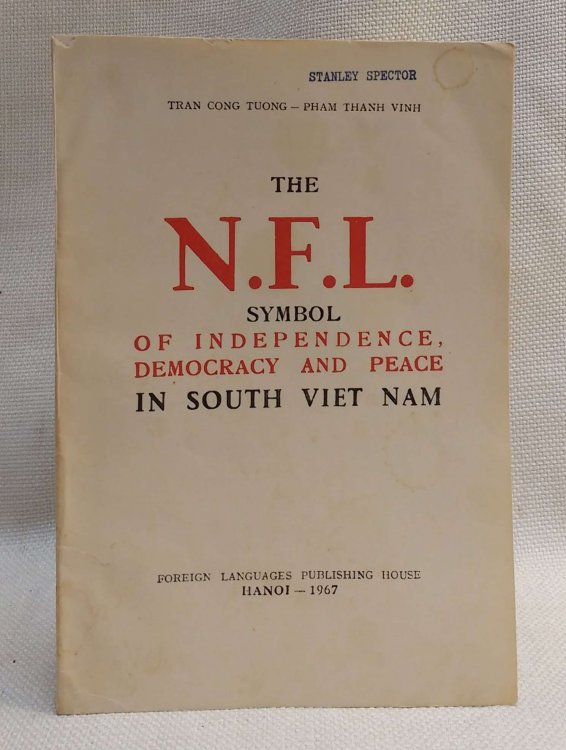 STANLEY SPECTOR
TRAN CONG TUONG — PHAM THANH VINH
THE
N.F.L.
SYMBOL
OF INDEPENDENCE,
DEMOCRACY AND PEACE
IN SOUTH VIET NAM
FOREIGN LANGUAGES PUBLISHING HOUSE
HANOI — 1967